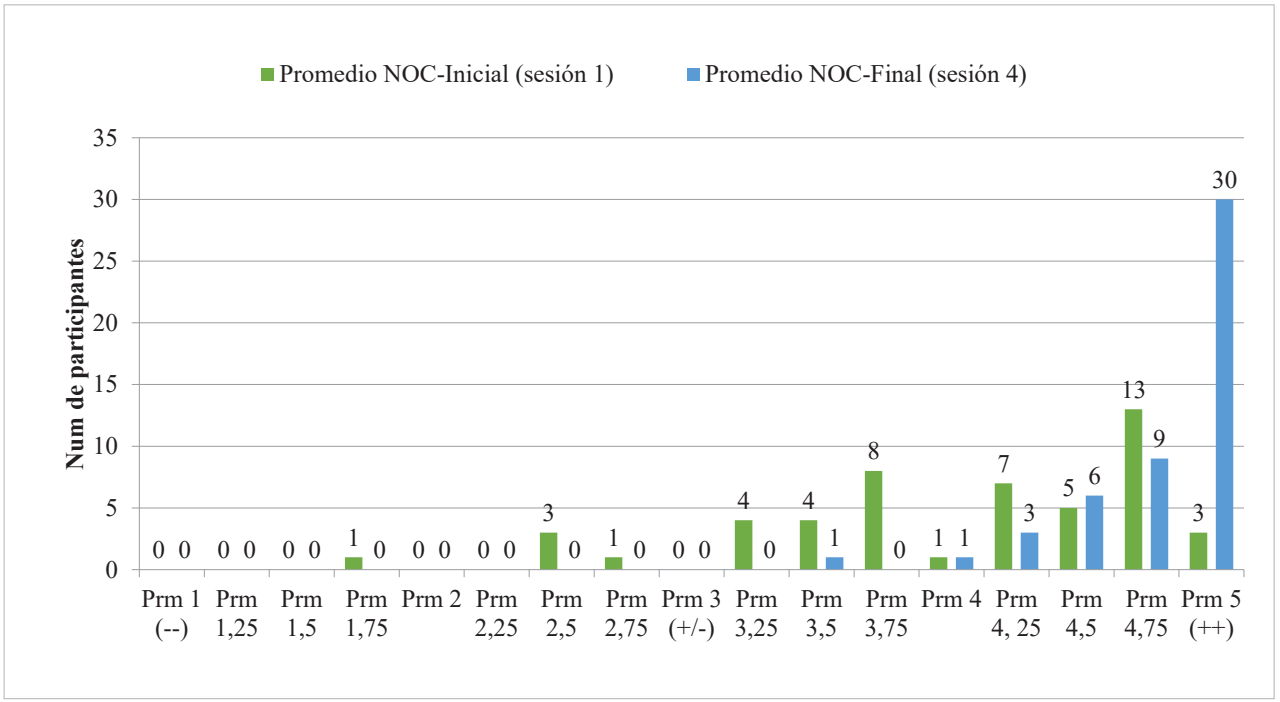 Promedio NOC-Inicial (sesión 1) Promedio NOC-Final (sesión 4)
Num de participantes
35
30
25
20
15
10
5
0
0 0 0 0 0 0 1 0 0 0 0 0 3 0 1 0 0 0 4 0 4 1 8 0 1 1 7 3 5 6 13 9 3 30
Prm 1 Prm Prm Prm Prm 2 Prm Prm Prm Prm 3 Prm Prm Prm Prm 4 Prm Prm Prm Prm 5
(--) 1,25 1,5 1,75 2,25 2,5 2,75 (+/-) 3,25 3,5 3,75 4, 25 4,5 4,75 (++)